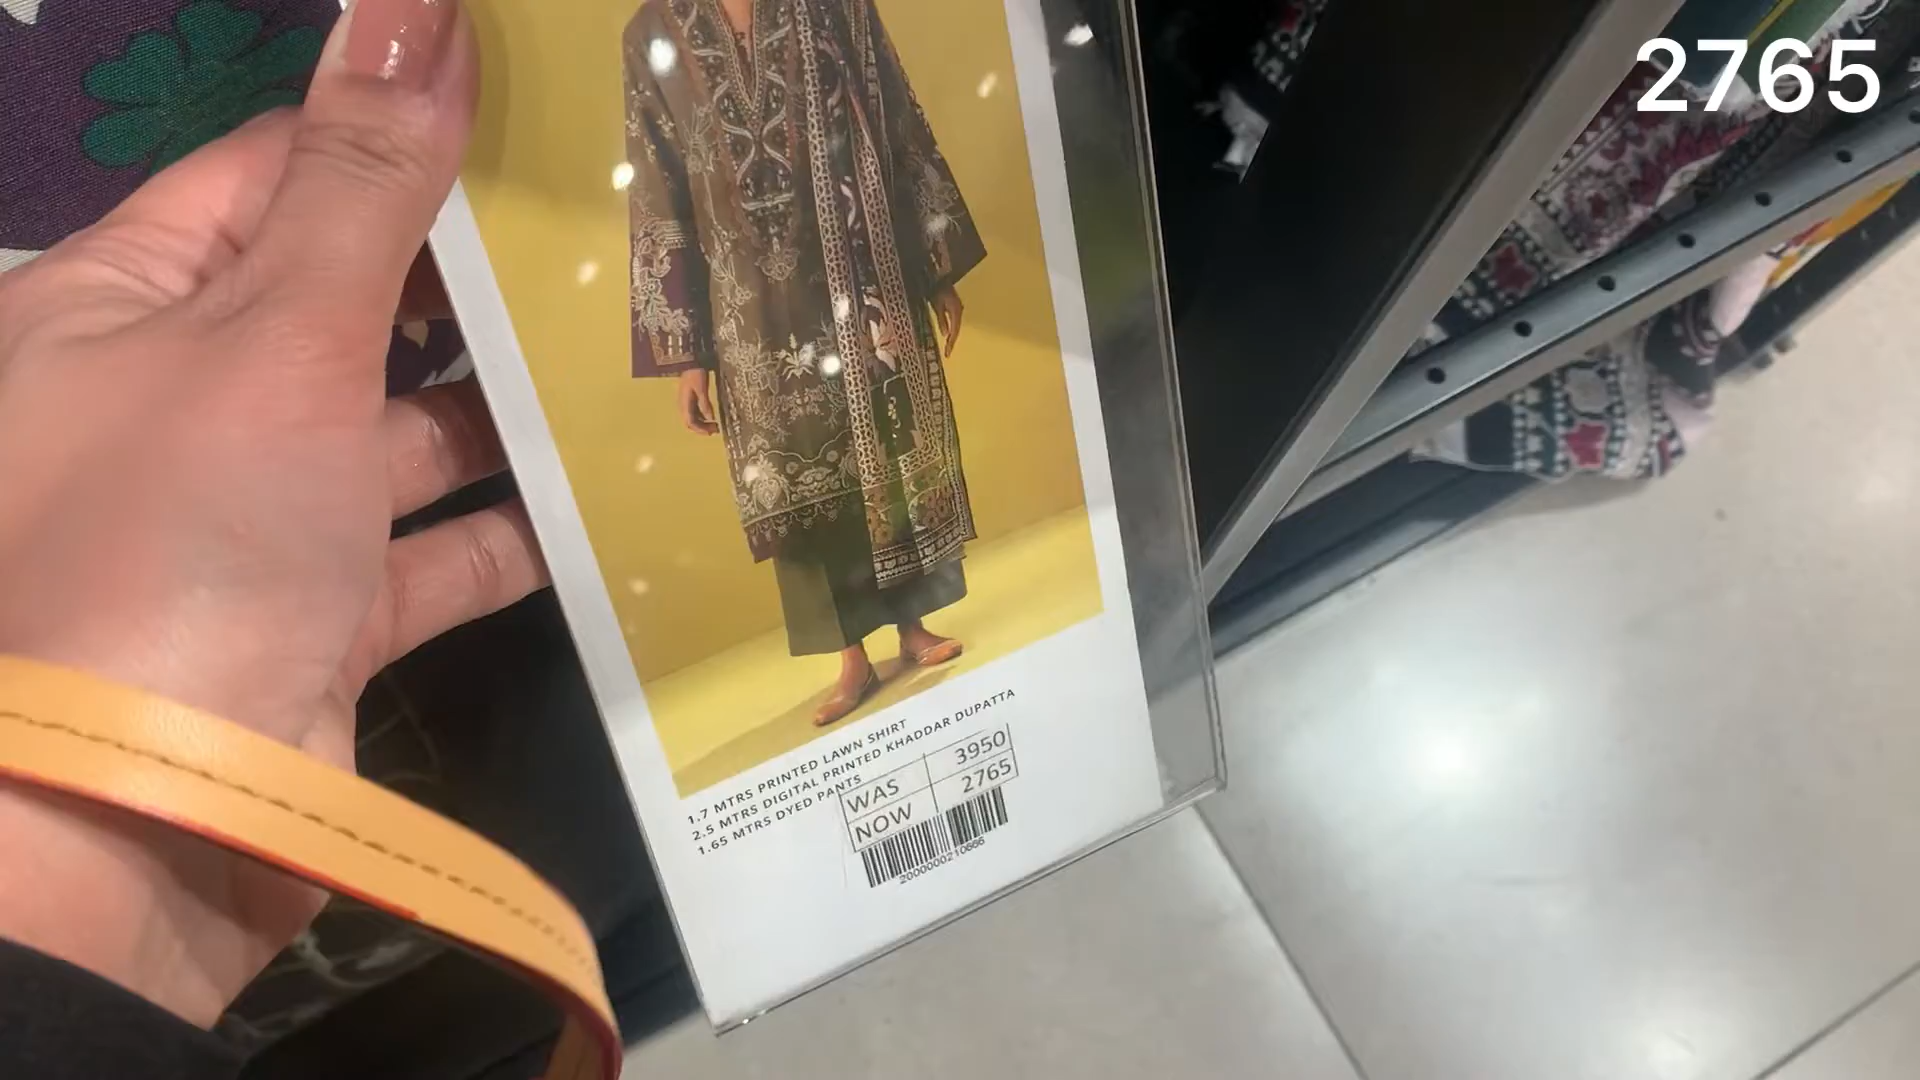 2765
1.7 MTRS PRINTED LAWN SHIRT
2.5 MTRS DIGITAL PRINTED KHADDAR DUPATTA
1.65 MTRS DYED PANTS
WAS 3950
NOW 2765
2000000210666